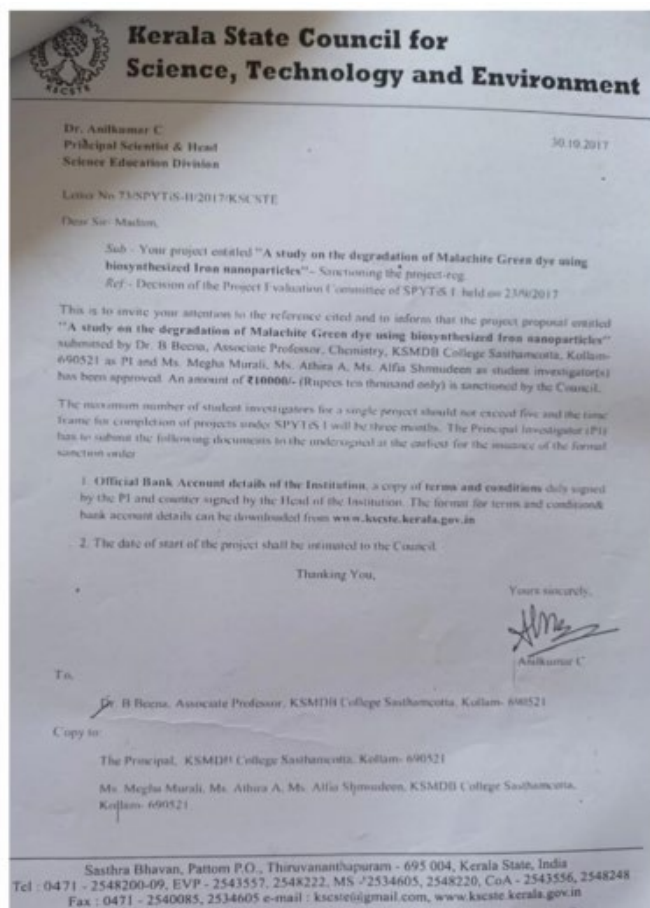 KSCSTE
Kerala State Council for
Science, Technology and Environment
Dr. Anilkumar C
Principal Scientist & Head
Science Education Division
30.10.2017
Letter No 73/SPYTiS-II/2017/KSCSTE
Dear Sir/ Madam,
Sub - Your project entitled "A study on the degradation of Malachite Green dye using
biosynthesized Iron nanoparticles"– Sanctioning the project-reg.
Ref - Decision of the Project Evaluation Committee of SPYTiS I held on 23/9/2017
This is to invite your attention to the reference cited and to inform that the project proposal entitled
"A study on the degradation of Malachite Green dye using biosynthesized Iron nanoparticles"
submitted by Dr. B Beena, Associate Professor, Chemistry, KSMDB College Sasthamcotta, Kollam-
690521 as PI and Ms. Megha Murali, Ms. Athira A, Ms. Alfia Shmudeen as student investigator(s)
has been approved. An amount of ₹10000/- (Rupees ten thousand only) is sanctioned by the Council.
The maximum number of student investigators for a single project should not exceed five and the time
frame for completion of projects under SPYTiS I will be three months. The Principal Investigator (PI)
has to submit the following documents to the undersigned at the earliest for the issuance of the formal
sanction order
1. Official Bank Account details of the Institution, a copy of terms and conditions duly signed
by the PI and counter signed by the Head of the Institution. The format for terms and condition&
bank account details can be downloaded from www.kscste.kerala.gov.in
2. The date of start of the project shall be intimated to the Council.
Thanking You,
Yours sincerely,
Anilkumar C
To,
Dr. B Beena, Associate Professor, KSMDB College Sasthamcotta, Kollam- 690521
Copy to:
The Principal, KSMDB College Sasthamcotta, Kollam- 690521
Ms. Megha Murali, Ms. Athira A, Ms. Alfia Shmudeen, KSMDB College Sasthamcotta,
Kollam- 690521
Sasthra Bhavan, Pattom P.O., Thiruvananthapuram - 695 004, Kerala State, India
Tel : 0471 - 2548200-09, EVP - 2543557, 2548222, MS - 2534605, 2548220, CoA - 2543556, 2548248
Fax : 0471 - 2540085, 2534605 e-mail : kscste@gmail.com, www.kscste.kerala.gov.in